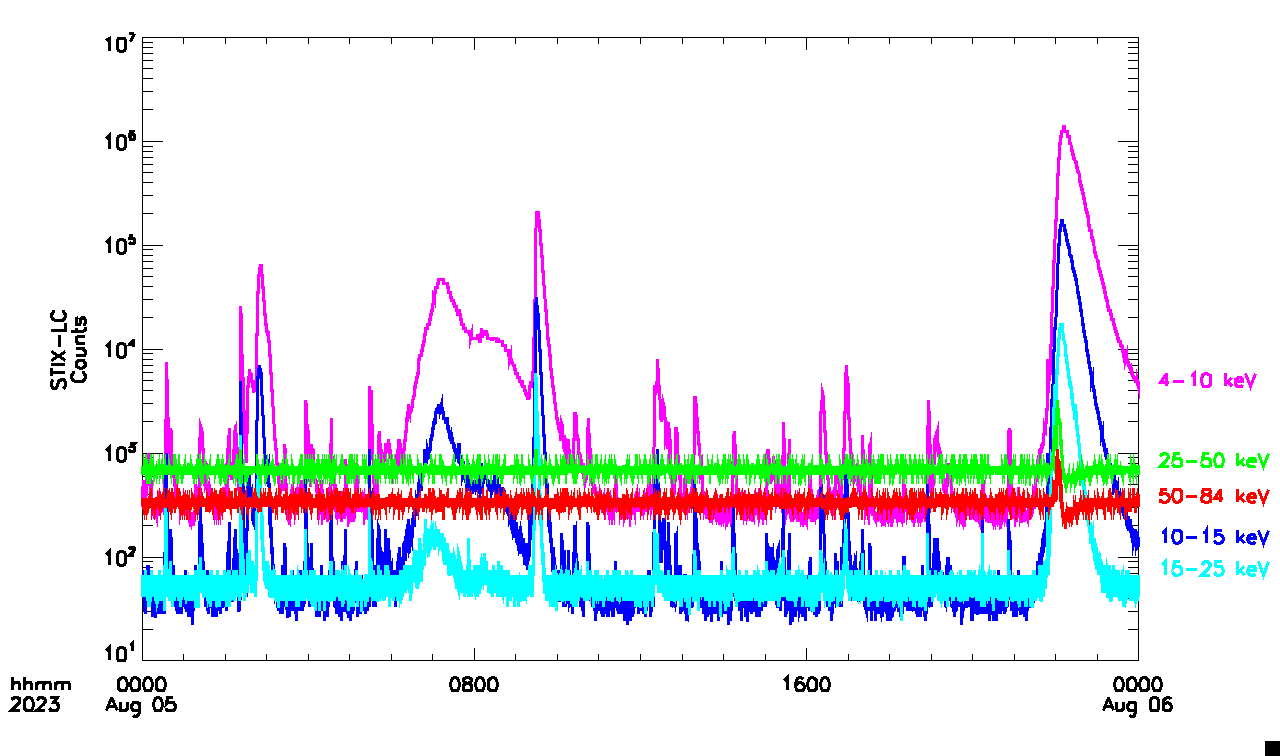 10⁷
10⁶
10⁵
10⁴
10³
10²
10¹
STIX-LC
Counts
4-10 keV
25-50 keV
50-84 keV
10-15 keV
15-25 keV
hhmm 0000 0800 1600 0000
2023 Aug 05 Aug 06